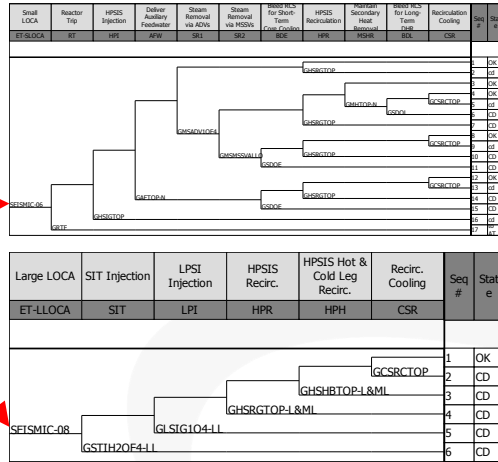 Small LOCA Reactor Trip HPSIS Injection Deliver Auxiliary Feedwater Steam Removal via ADVs Steam Removal via MSSVs Bleed RCS for Short-Term Core Cooling HPSIS Recirculation Maintain Secondary Heat Removal Bleed RCS for Long-Term DHR Recirculation Cooling Seq #
ET-SLOCA RT HPI AFW SR1 SR2 BDE HPR MSHR BDL CSR
1 OK
GHSRGTOP 2 cd
3 OK
GMHTOP-N 4 OK
GCSRCTOP 5 cd
GSDOL 6 CD
GHSRGTOP 7 CD
GMSADV1OF4 8 OK
GCSRCTOP 9 cd
GMSMSSVALLO GHSRGTOP 10 CD
GSDOE 11 CD
12 OK
GCSRCTOP 13 cd
GAFTOP-N GHSRGTOP 14 CD
GSDOE 15 CD
SEISMIC-06 GHSIGTOP 16 cd
GRTF 17
Large LOCA SIT Injection LPSI Injection HPSIS Recirc. HPSIS Hot & Cold Leg Recirc. Recirc. Cooling Seq # State
ET-LLOCA SIT LPI HPR HPH CSR
1 OK
GCSRCTOP 2 CD
GHSHBTOP-L&ML 3 CD
GHSRGTOP-L&ML 4 CD
SEISMIC-08 GLSIG1O4-LL 5 CD
GSTIH2OF4-LL 6 CD